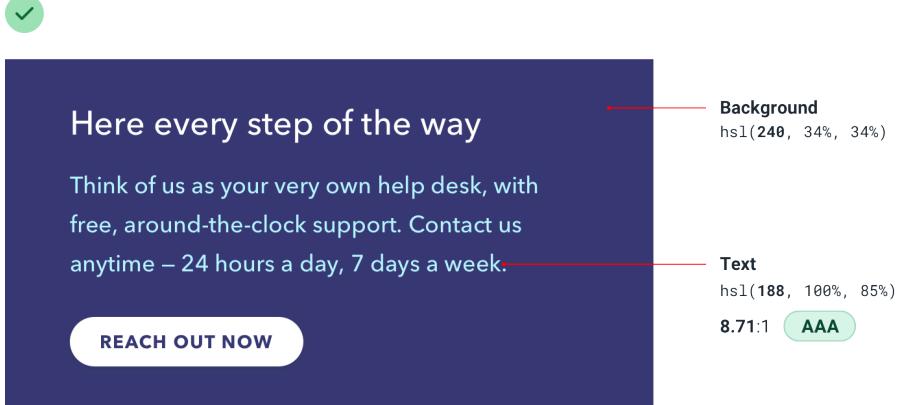 Here every step of the way
Think of us as your very own help desk, with
free, around-the-clock support. Contact us
anytime — 24 hours a day, 7 days a week.
REACH OUT NOW
Background
hsl(240, 34%, 34%)
Text
hsl(188, 100%, 85%)
8.71:1 AAA